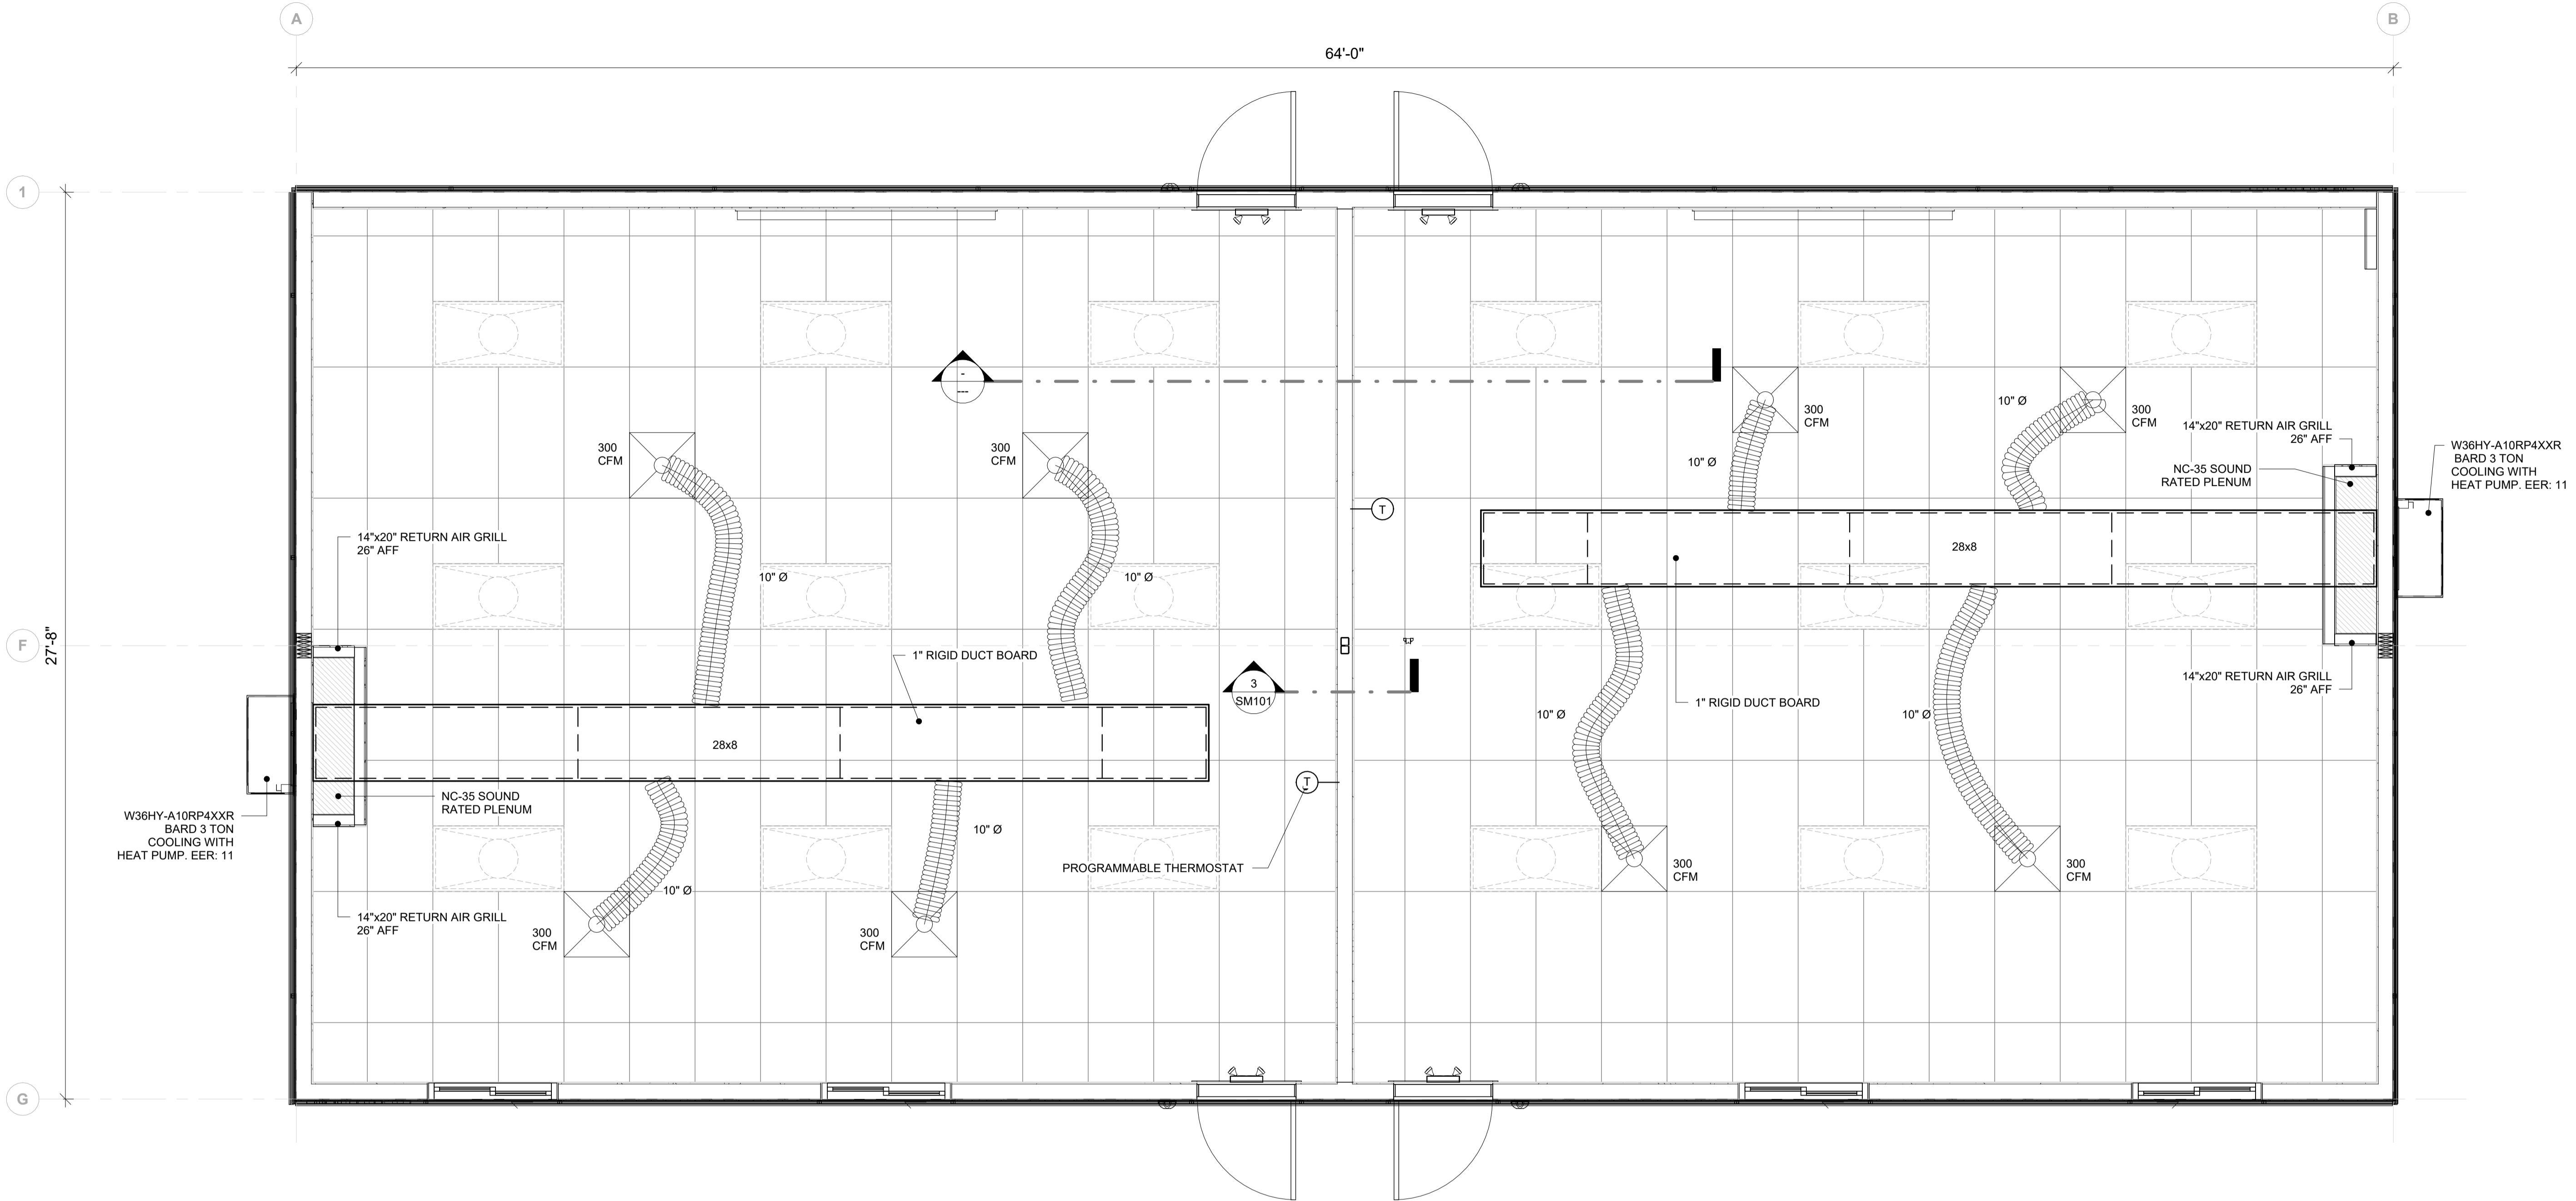 A
B
64'-0"
1
F
G
27'-8"
300
CFM
300
CFM
10" Ø
10" Ø
14"x20" RETURN AIR GRILL
26" AFF
1" RIGID DUCT BOARD
28x8
NC-35 SOUND
RATED PLENUM
W36HY-A10RP4XXR
BARD 3 TON
COOLING WITH
HEAT PUMP. EER: 11
14"x20" RETURN AIR GRILL
26" AFF
10" Ø
10" Ø
300
CFM
300
CFM
PROGRAMMABLE THERMOSTAT
T
T
-
---
3
SM101
10" Ø
300
CFM
10" Ø
300
CFM
14"x20" RETURN AIR GRILL
26" AFF
NC-35 SOUND
RATED PLENUM
W36HY-A10RP4XXR
BARD 3 TON
COOLING WITH
HEAT PUMP. EER: 11
28x8
14"x20" RETURN AIR GRILL
26" AFF
1" RIGID DUCT BOARD
10" Ø
10" Ø
300
CFM
300
CFM